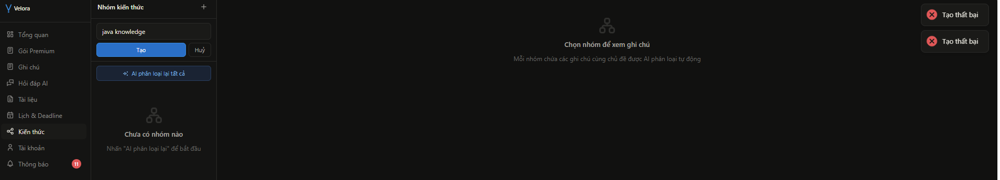 Velora
Tổng quan
Gói Premium
Ghi chú
Hỏi đáp AI
Tài liệu
Lịch & Deadline
Kiến thức
Tài khoản
Thông báo 11
Nhóm kiến thức +
java knowledge
Tạo Huỷ
AI phân loại lại tất cả
Chưa có nhóm nào
Nhấn "AI phân loại lại" để bắt đầu
Chọn nhóm để xem ghi chú
Mỗi nhóm chứa các ghi chú cùng chủ đề được AI phân loại tự động
Tạo thất bại
Tạo thất bại